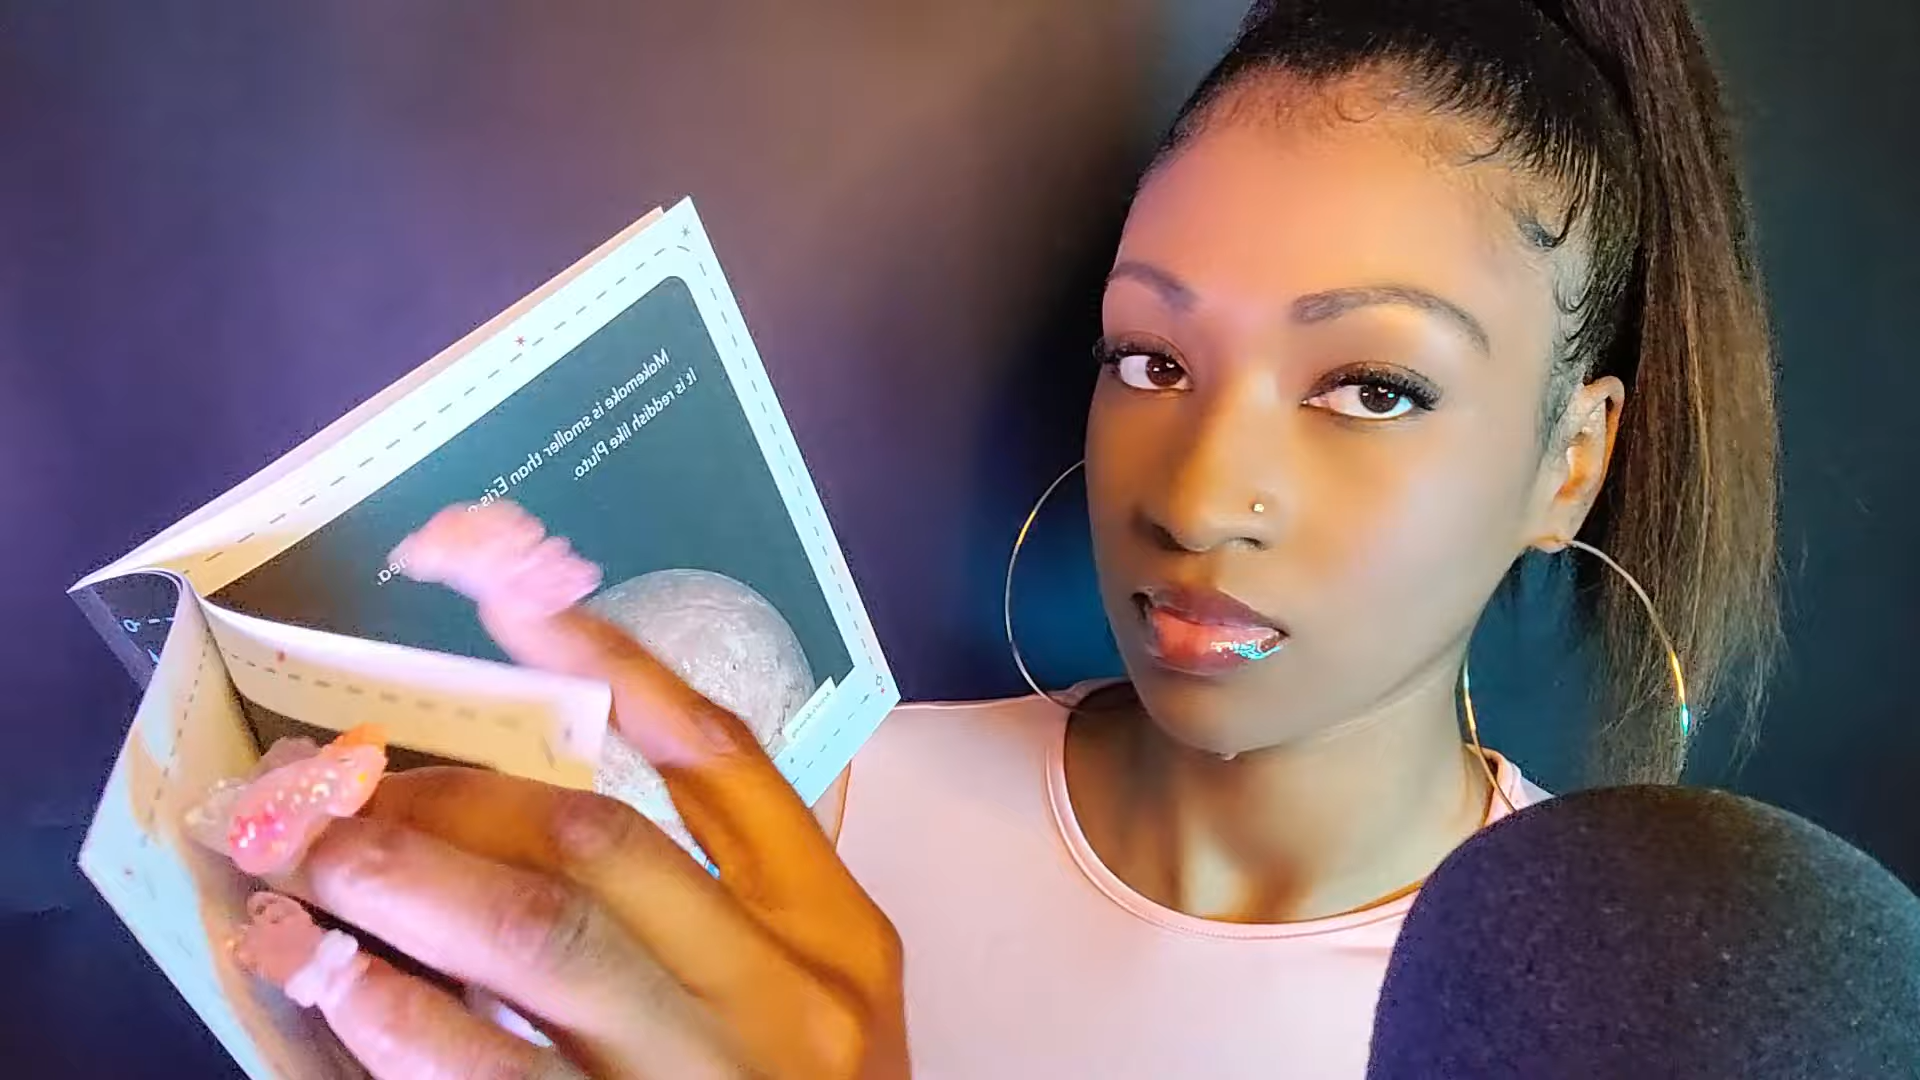 Makemake is smaller than Eris
It is reddish like Pluto.